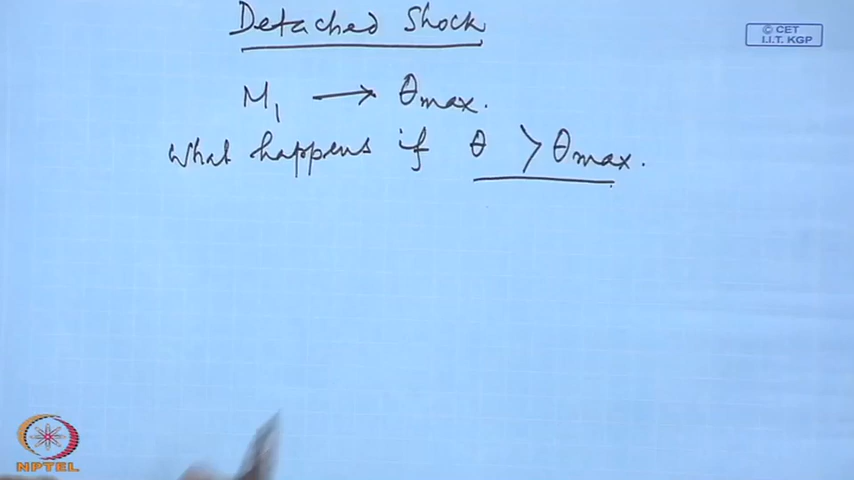 Detached Shock
© CET
I.I.T. KGP
M₁ → θmax.
What happens if θ > θmax.
NPTEL